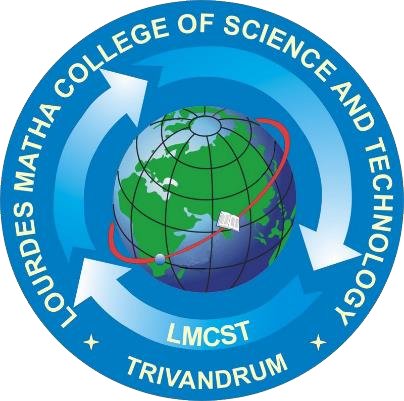 LOURDES MATHA COLLEGE OF SCIENCE AND TECHNOLOGY
LMCST
TRIVANDRUM